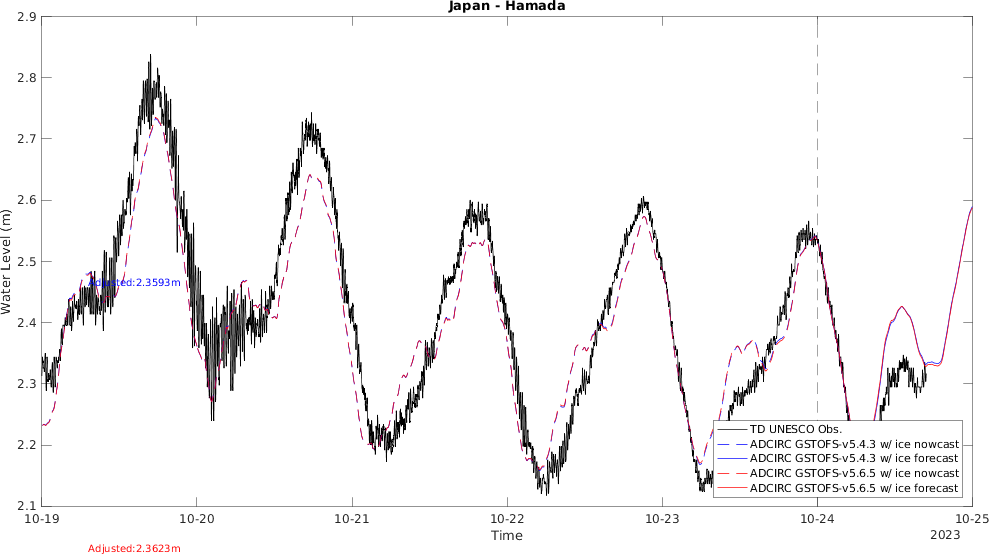 Japan - Hamada
2.9
2.8
2.7
2.6
2.5
2.4
2.3
2.2
2.1
Water Level (m)
Adjusted:2.3593m
TD UNESCO Obs.
ADCIRC GSTOFS-v5.4.3 w/ ice nowcast
ADCIRC GSTOFS-v5.4.3 w/ ice forecast
ADCIRC GSTOFS-v5.6.5 w/ ice nowcast
ADCIRC GSTOFS-v5.6.5 w/ ice forecast
10-19 10-20 10-21 10-22 10-23 10-24 10-25
Time
2023
Adjusted:2.3623m